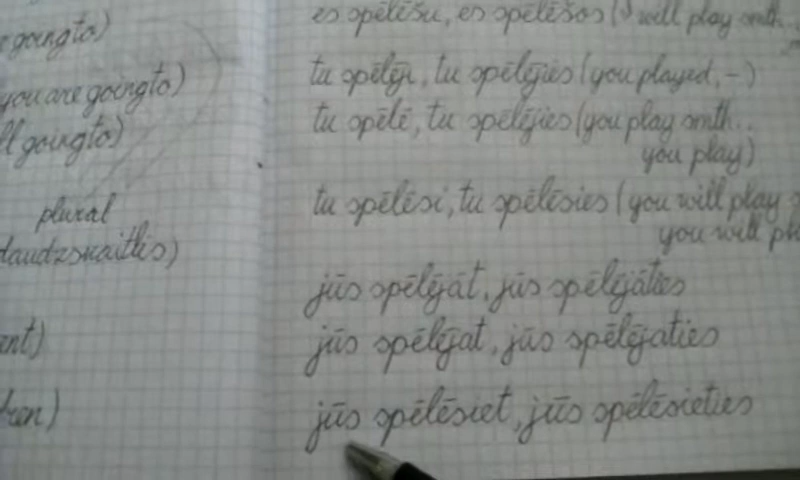 e going to)
you are going to)
ll going to)
plural
daudzskaitlis)
ent)
dren)
es spēlēšu, es spēlēšos (I will play smth..
tu spēlēji, tu spēlējies (you played, -)
tu spēlē, tu spēlējies (you play smth..
you play)
tu spēlēsi, tu spēlēsies (you will play s
you will pla
jūs spēlējāt, jūs spēlējāties
jūs spēlējat, jūs spēlējaties
jūs spēlēsiet, jūs spēlēsieties